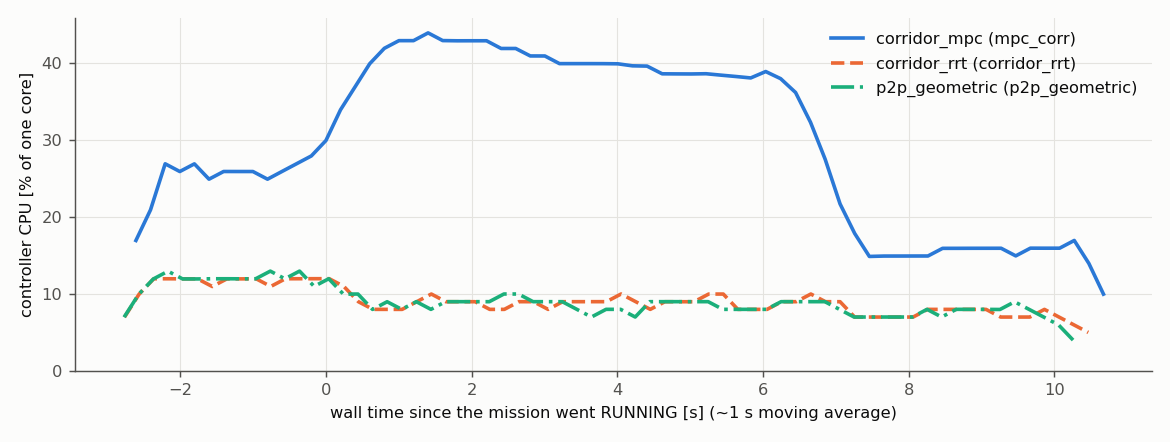 controller CPU [% of one core]
40
30
20
10
0
corridor_mpc (mpc_corr)
corridor_rrt (corridor_rrt)
p2p_geometric (p2p_geometric)
−2
0
2
4
6
8
10
wall time since the mission went RUNNING [s] (~1 s moving average)